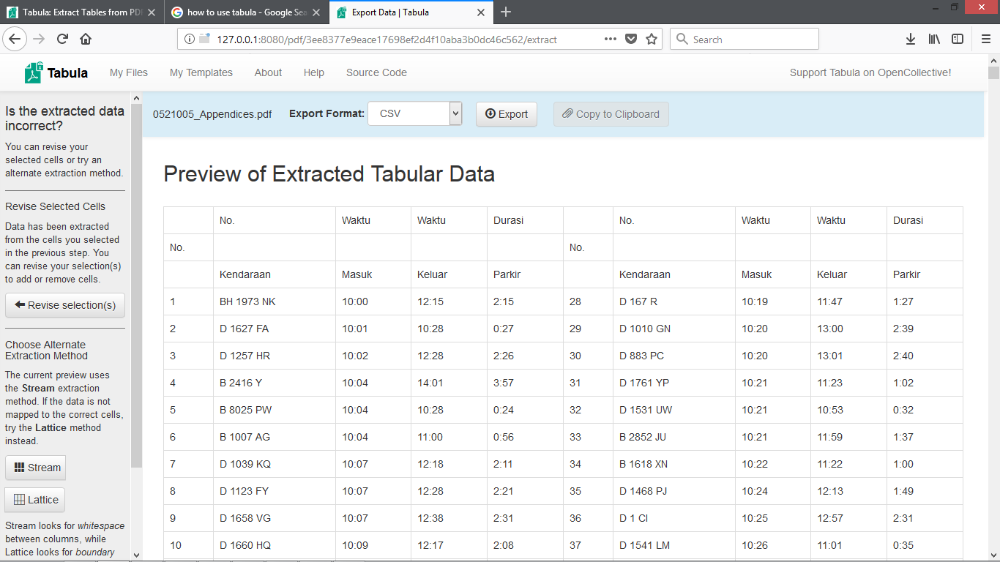 Tabula: Extract Tables from PDF
how to use tabula - Google Sea
Export Data | Tabula
127.0.0.1:8080/pdf/3ee8377e9eace17698ef2d4f10aba3b0dc46c562/extract
Search
Tabula
My Files
My Templates
About
Help
Source Code
Support Tabula on OpenCollective!
Is the extracted data
incorrect?
You can revise your
selected cells or try an
alternate extraction method.
Revise Selected Cells
Data has been extracted
from the cells you selected
in the previous step. You
can revise your selection(s)
to add or remove cells.
Revise selection(s)
Choose Alternate
Extraction Method
The current preview uses
the Stream extraction
method. If the data is not
mapped to the correct cells,
try the Lattice method
instead.
Stream
Lattice
Stream looks for whitespace
between columns, while
Lattice looks for boundary
0521005_Appendices.pdf
Export Format:
CSV
Export
Copy to Clipboard
Preview of Extracted Tabular Data
No. Waktu Waktu Durasi No. Waktu Waktu Durasi
No. No.
Kendaraan Masuk Keluar Parkir Kendaraan Masuk Keluar Parkir
1 BH 1973 NK 10:00 12:15 2:15 28 D 167 R 10:19 11:47 1:27
2 D 1627 FA 10:01 10:28 0:27 29 D 1010 GN 10:20 13:00 2:39
3 D 1257 HR 10:02 12:28 2:26 30 D 883 PC 10:20 13:01 2:40
4 B 2416 Y 10:04 14:01 3:57 31 D 1761 YP 10:21 11:23 1:02
5 B 8025 PW 10:04 10:28 0:24 32 D 1531 UW 10:21 10:53 0:32
6 B 1007 AG 10:04 11:00 0:56 33 B 2852 JU 10:21 11:59 1:37
7 D 1039 KQ 10:07 12:18 2:11 34 B 1618 XN 10:22 11:22 1:00
8 D 1123 FY 10:07 12:28 2:21 35 D 1468 PJ 10:24 12:13 1:49
9 D 1658 VG 10:07 12:38 2:31 36 D 1 CI 10:25 12:57 2:31
10 D 1660 HQ 10:09 12:17 2:08 37 D 1541 LM 10:26 11:01 0:35